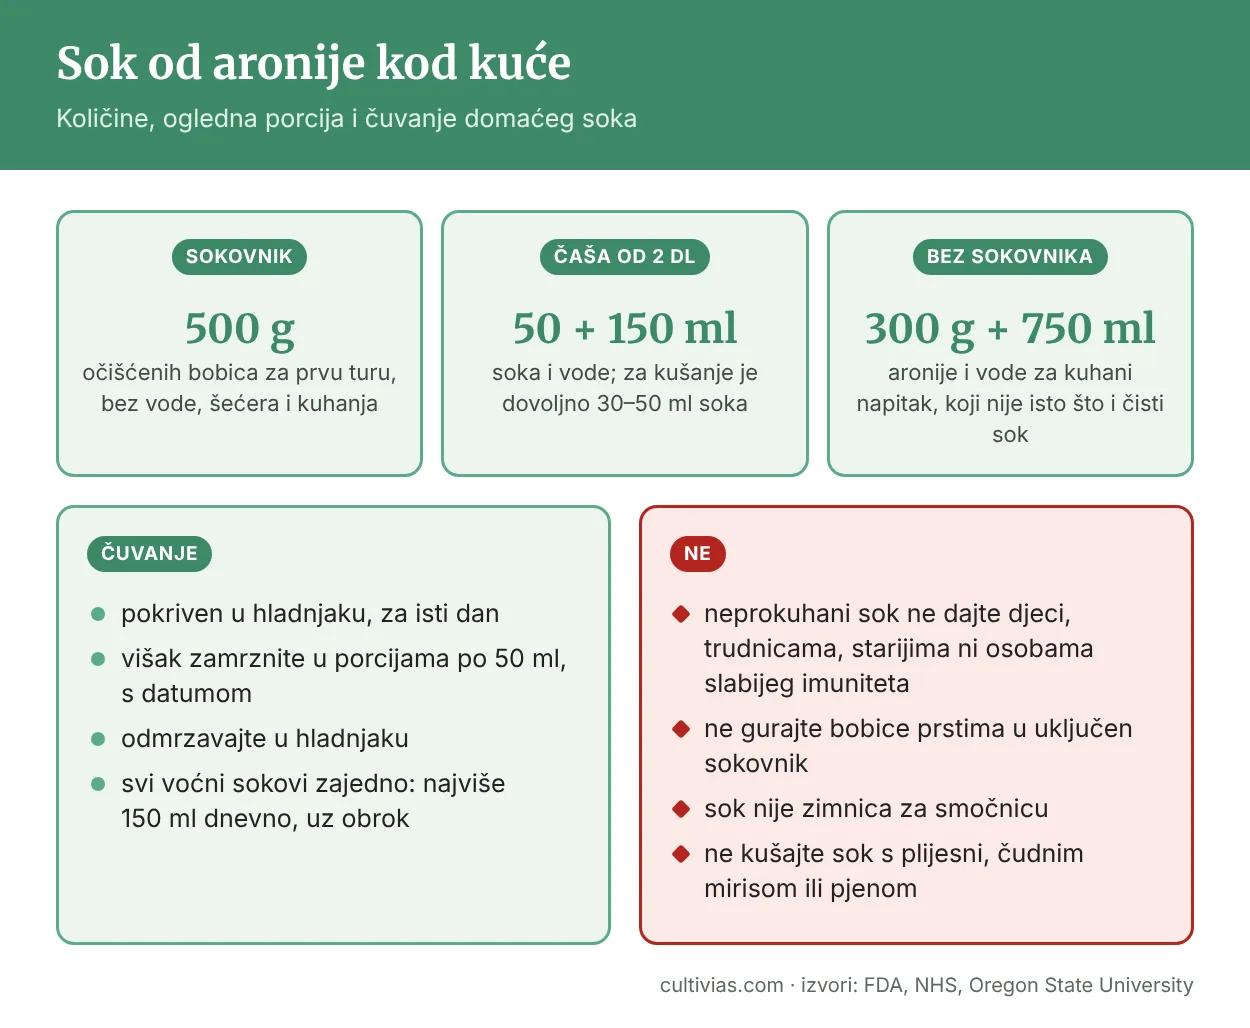 Sok od aronije kod kuće
Količine, ogledna porcija i čuvanje domaćeg soka
SOKOVNIK
500 g
očišćenih bobica za prvu turu,
bez vode, šećera i kuhanja
ČAŠA OD 2 DL
50 + 150 ml
soka i vode; za kušanje je
dovoljno 30–50 ml soka
BEZ SOKOVNIKA
300 g + 750 ml
aronije i vode za kuhani
napitak, koji nije isto što i čisti
sok
ČUVANJE
pokriven u hladnjaku, za isti dan
višak zamrznite u porcijama po 50 ml,
s datumom
odmrzavajte u hladnjaku
svi voćni sokovi zajedno: najviše
150 ml dnevno, uz obrok
NE
neprokuhani sok ne dajte djeci,
trudnicama, starijima ni osobama
slabijeg imuniteta
ne gurajte bobice prstima u uključen
sokovnik
sok nije zimnica za smočnicu
ne kušajte sok s plijesni, čudnim
mirisom ili pjenom
cultivias.com · izvori: FDA, NHS, Oregon State University